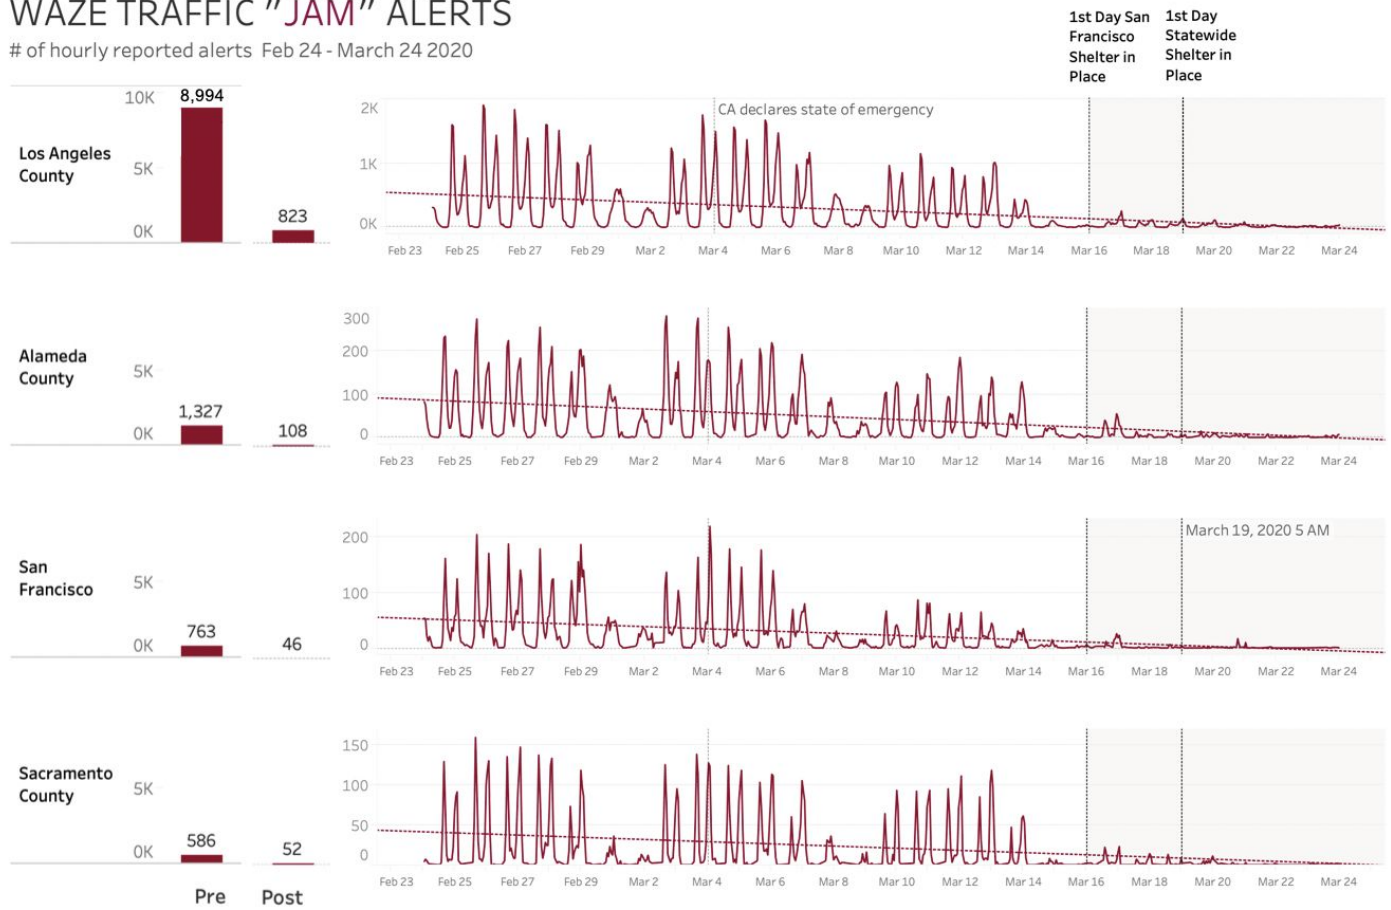 WAZE TRAFFIC "JAM" ALERTS
# of hourly reported alerts Feb 24 - March 24 2020
1st Day San
Francisco
Shelter in
Place
1st Day
Statewide
Shelter in
Place
Los Angeles
County
10K
5K
0K
8,994
823
2K
1K
0K
CA declares state of emergency
Feb 23 Feb 25 Feb 27 Feb 29 Mar 2 Mar 4 Mar 6 Mar 8 Mar 10 Mar 12 Mar 14 Mar 16 Mar 18 Mar 20 Mar 22 Mar 24
Alameda
County
5K
0K
1,327
108
300
200
100
0
Feb 23 Feb 25 Feb 27 Feb 29 Mar 2 Mar 4 Mar 6 Mar 8 Mar 10 Mar 12 Mar 14 Mar 16 Mar 18 Mar 20 Mar 22 Mar 24
San
Francisco
5K
0K
763
46
200
100
0
March 19, 2020 5 AM
Feb 23 Feb 25 Feb 27 Feb 29 Mar 2 Mar 4 Mar 6 Mar 8 Mar 10 Mar 12 Mar 14 Mar 16 Mar 18 Mar 20 Mar 22 Mar 24
Sacramento
County
5K
0K
586
52
150
100
50
0
Feb 23 Feb 25 Feb 27 Feb 29 Mar 2 Mar 4 Mar 6 Mar 8 Mar 10 Mar 12 Mar 14 Mar 16 Mar 18 Mar 20 Mar 22 Mar 24
Pre Post